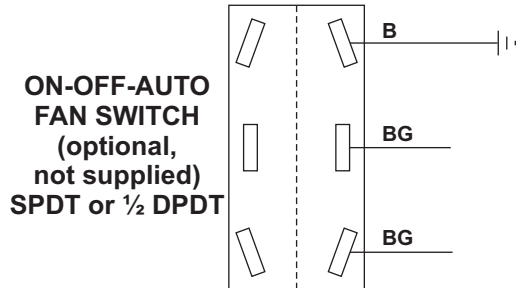 B
ON-OFF-AUTO
FAN SWITCH
(optional,
not supplied)
SPDT or ½ DPDT
BG
BG